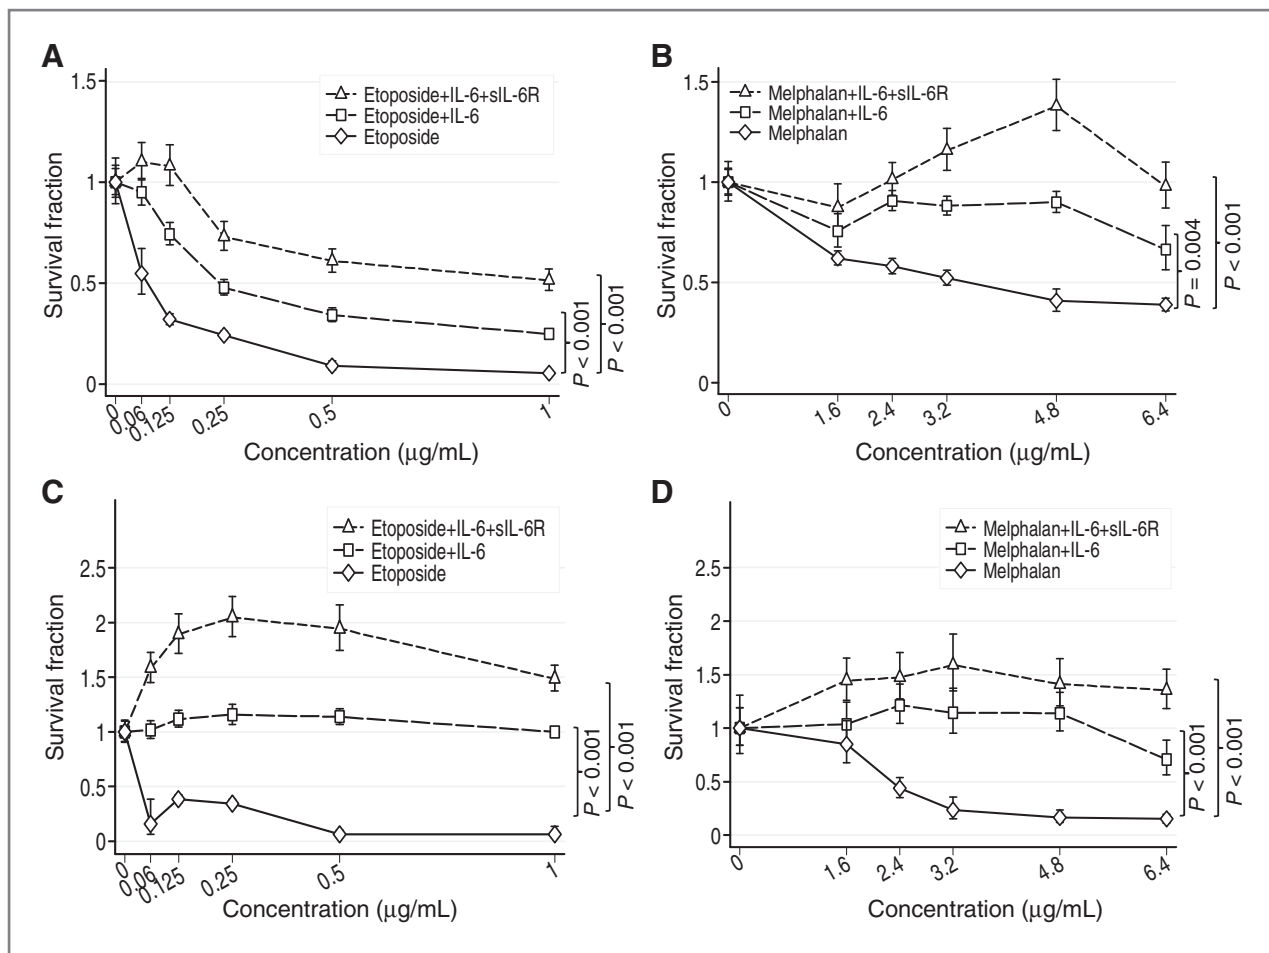 A
1.5
1
0.5
0
Survival fraction
Etoposide+IL-6+sIL-6R
Etoposide+IL-6
Etoposide
P < 0.001
P < 0.001
0
0.06
0.125
0.25
0.5
1
Concentration (μg/mL)
B
1.5
1
0.5
0
Survival fraction
Melphalan+IL-6+sIL-6R
Melphalan+IL-6
Melphalan
P = 0.004
P < 0.001
0
1.6
2.4
3.2
4.8
6.4
Concentration (μg/mL)
C
2.5
2
1.5
1
0.5
0
Survival fraction
Etoposide+IL-6+sIL-6R
Etoposide+IL-6
Etoposide
P < 0.001
P < 0.001
0
0.06
0.125
0.25
0.5
1
Concentration (μg/mL)
D
2.5
2
1.5
1
0.5
0
Survival fraction
Melphalan+IL-6+sIL-6R
Melphalan+IL-6
Melphalan
P < 0.001
P < 0.001
0
1.6
2.4
3.2
4.8
6.4
Concentration (μg/mL)